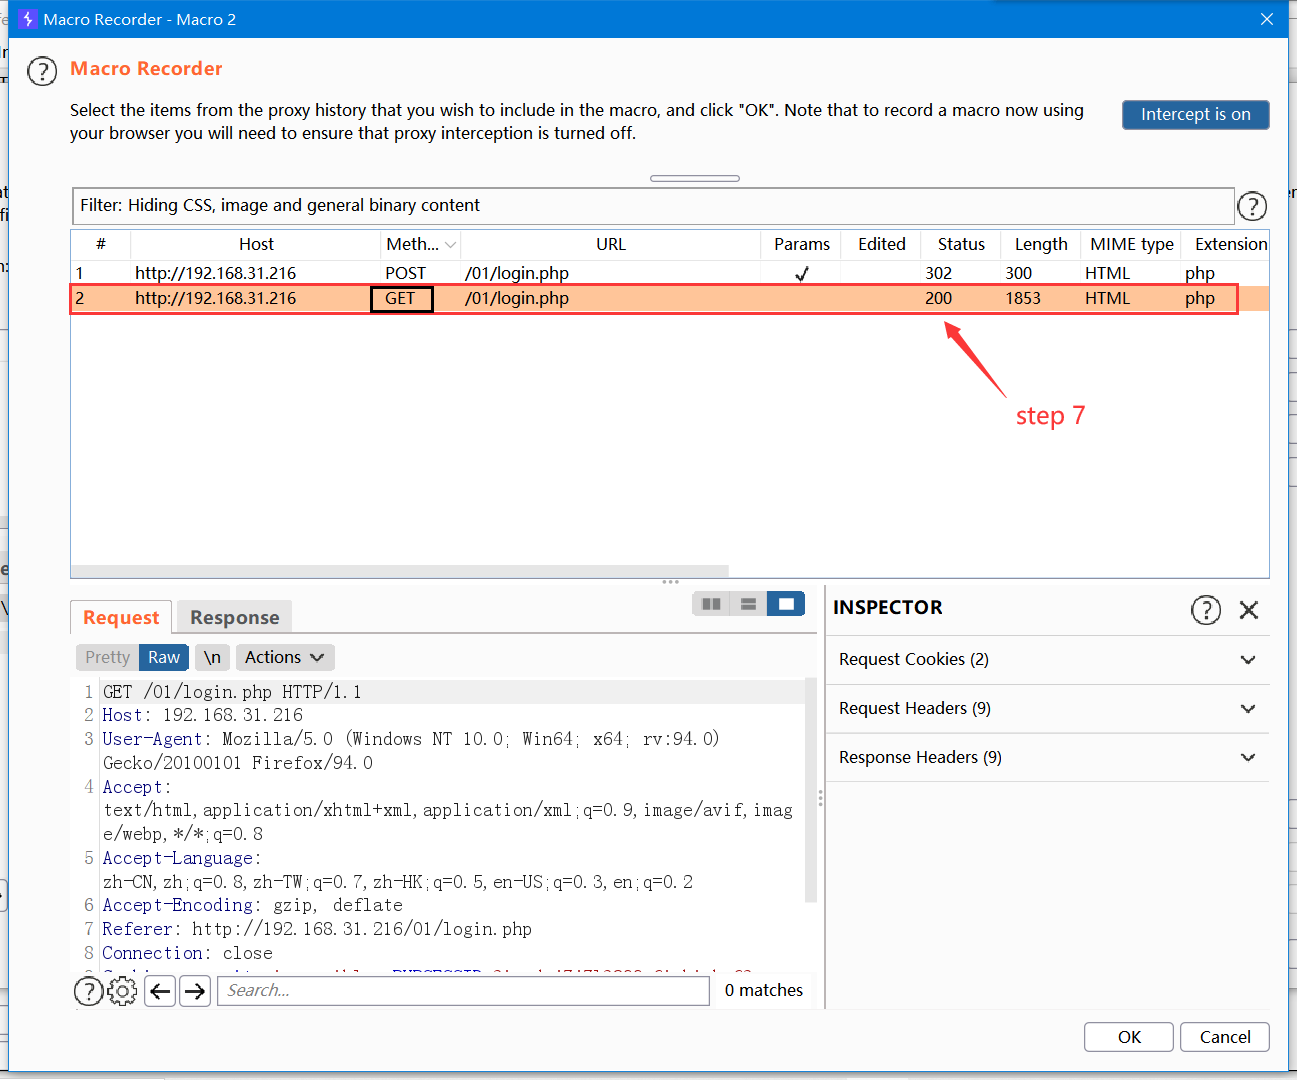 Macro Recorder - Macro 2
Macro Recorder
Select the items from the proxy history that you wish to include in the macro, and click "OK". Note that to record a macro now using
your browser you will need to ensure that proxy interception is turned off.
Intercept is on
Filter: Hiding CSS, image and general binary content
# Host Meth... URL Params Edited Status Length MIME type Extension
1 http://192.168.31.216 POST /01/login.php ✓ 302 300 HTML php
2 http://192.168.31.216 GET /01/login.php 200 1853 HTML php
step 7
Request Response
Pretty Raw \n Actions
1 GET /01/login.php HTTP/1.1
2 Host: 192.168.31.216
3 User-Agent: Mozilla/5.0 (Windows NT 10.0; Win64; x64; rv:94.0)
Gecko/20100101 Firefox/94.0
4 Accept:
text/html,application/xhtml+xml,application/xml;q=0.9,image/avif,imag
e/webp,*/*;q=0.8
5 Accept-Language:
zh-CN,zh;q=0.8,zh-TW;q=0.7,zh-HK;q=0.5,en-US;q=0.3,en;q=0.2
6 Accept-Encoding: gzip, deflate
7 Referer: http://192.168.31.216/01/login.php
8 Connection: close
Search...
0 matches
INSPECTOR
Request Cookies (2)
Request Headers (9)
Response Headers (9)
OK
Cancel